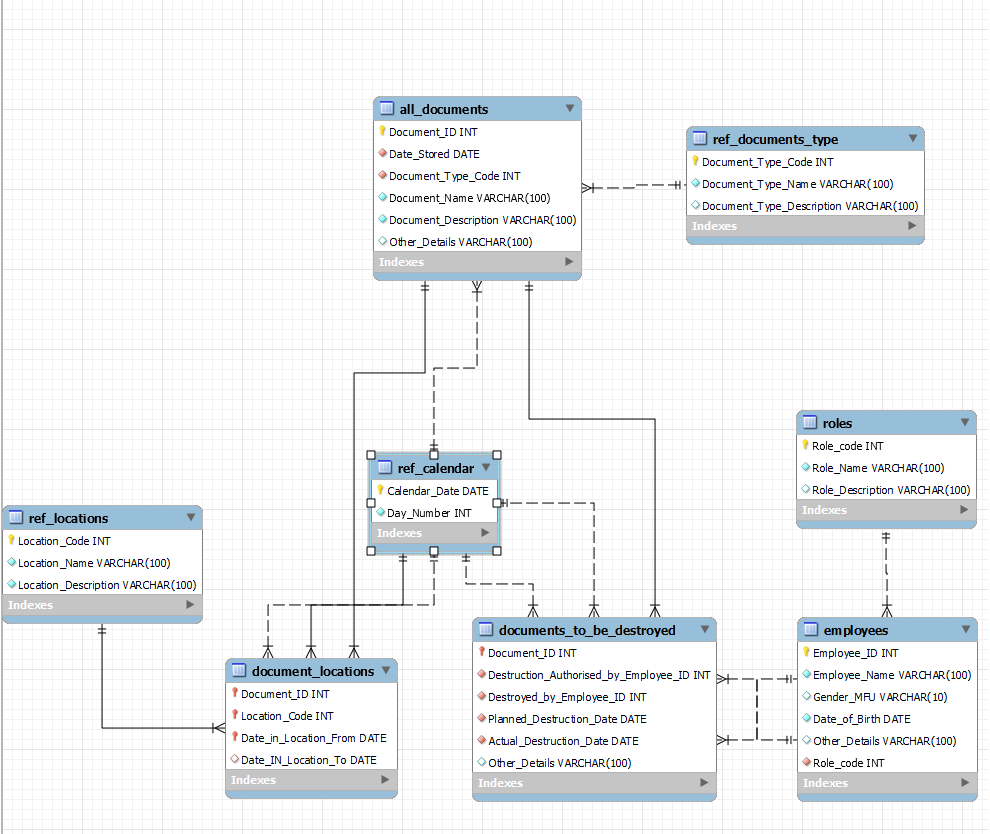 all_documents
Document_ID INT
Date_Stored DATE
Document_Type_Code INT
Document_Name VARCHAR(100)
Document_Description VARCHAR(100)
Other_Details VARCHAR(100)
Indexes
ref_documents_type
Document_Type_Code INT
Document_Type_Name VARCHAR(100)
Document_Type_Description VARCHAR(100)
Indexes
roles
Role_code INT
Role_Name VARCHAR(100)
Role_Description VARCHAR(100)
Indexes
ref_calendar
Calendar_Date DATE
Day_Number INT
Indexes
ref_locations
Location_Code INT
Location_Name VARCHAR(100)
Location_Description VARCHAR(100)
Indexes
document_locations
Document_ID INT
Location_Code INT
Date_in_Location_From DATE
Date_IN_Location_To DATE
Indexes
documents_to_be_destroyed
Document_ID INT
Destruction_Authorised_by_Employee_ID INT
Destroyed_by_Employee_ID INT
Planned_Destruction_Date DATE
Actual_Destruction_Date DATE
Other_Details VARCHAR(100)
Indexes
employees
Employee_ID INT
Employee_Name VARCHAR(100)
Gender_MFU VARCHAR(10)
Date_of_Birth DATE
Other_Details VARCHAR(100)
Role_code INT
Indexes